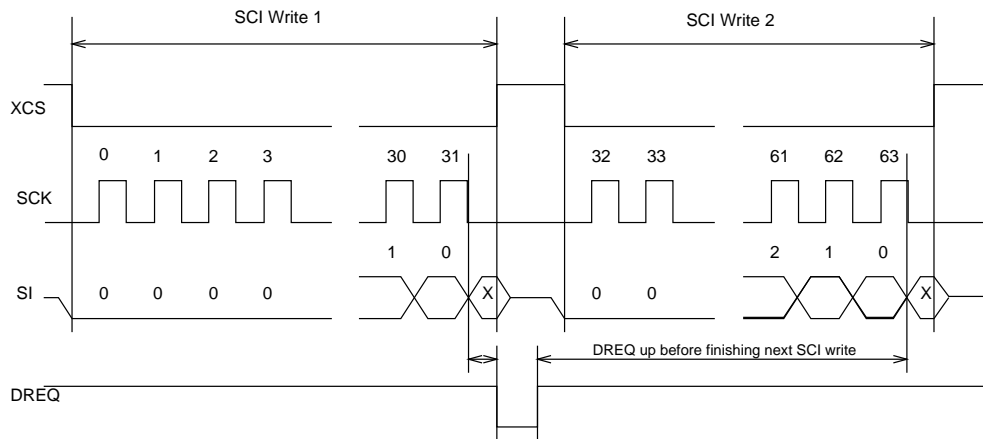 SCI Write 1 SCI Write 2
XCS
0 1 2 3 30 31 32 33 61 62 63
SCK
1 0 2 1 0
SI 0 0 0 0 X 0 0 X
DREQ up before finishing next SCI write
DREQ